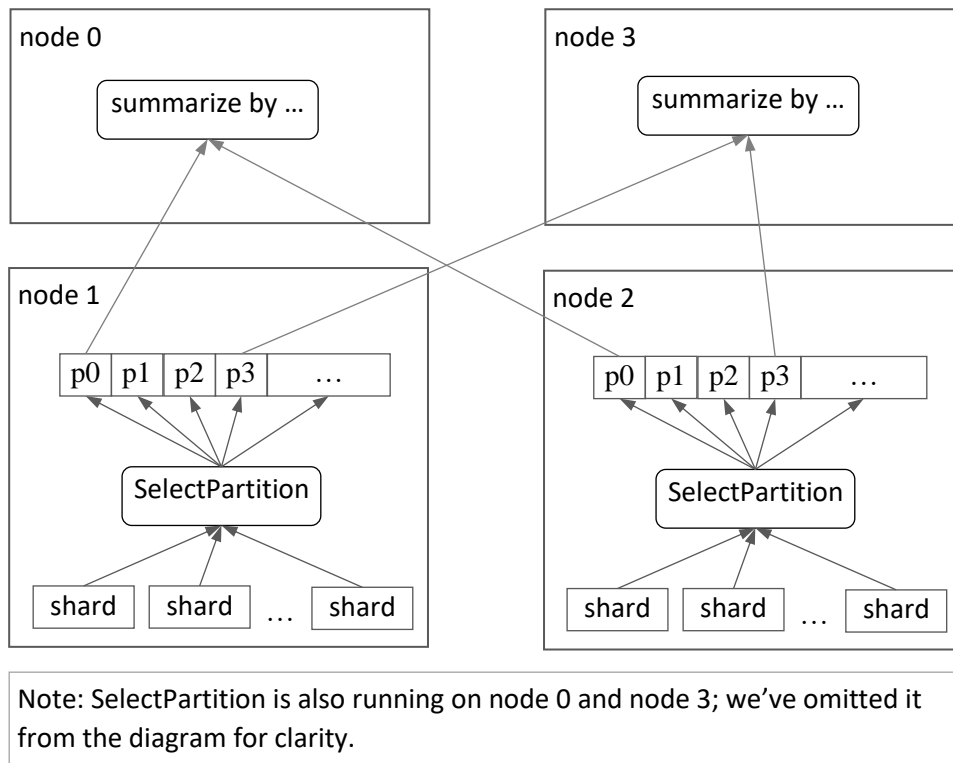 node 0
summarize by ...
node 3
summarize by ...
node 1
p0 p1 p2 p3 …
SelectPartition
shard shard … shard
node 2
p0 p1 p2 p3 …
SelectPartition
shard shard … shard
Note: SelectPartition is also running on node 0 and node 3; we’ve omitted it
from the diagram for clarity.